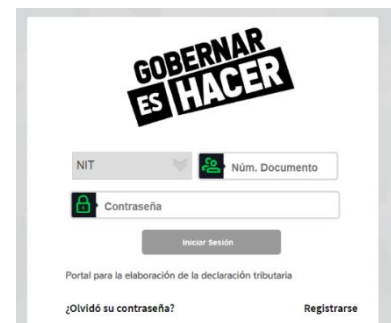 GOBERNAR
ES HACER
NIT Núm. Documento
Contraseña
Iniciar Sesión
Portal para la elaboración de la declaración tributaria
¿Olvidó su contraseña? Registrarse